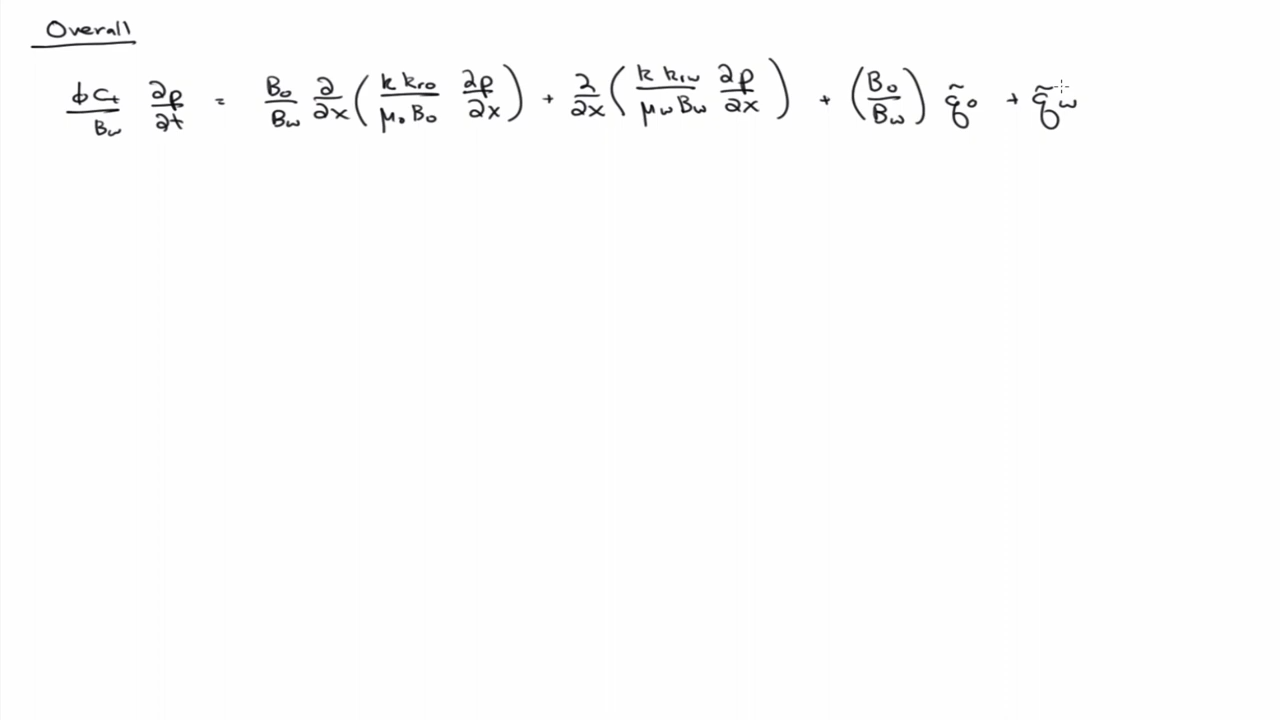 Overall
ϕC_t/B_w ∂p/∂t = B_o/B_w ∂/∂x (k k_ro/μ_o B_o ∂p/∂x) + ∂/∂x (k k_rw/μ_w B_w ∂p/∂x) + (B_o/B_w) q̃_o + q̃_w